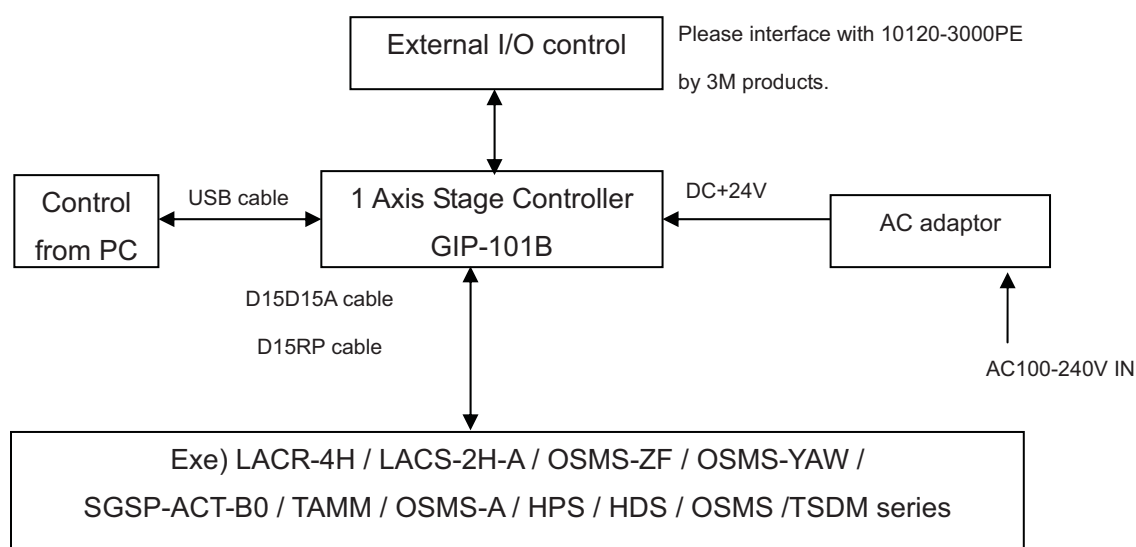 External I/O control
Please interface with 10120-3000PE
by 3M products.
Control
from PC
USB cable
1 Axis Stage Controller
GIP-101B
DC+24V
AC adaptor
D15D15A cable
D15RP cable
AC100-240V IN
Exe) LACR-4H / LACS-2H-A / OSMS-ZF / OSMS-YAW /
SGSP-ACT-B0 / TAMM / OSMS-A / HPS / HDS / OSMS /TSDM series